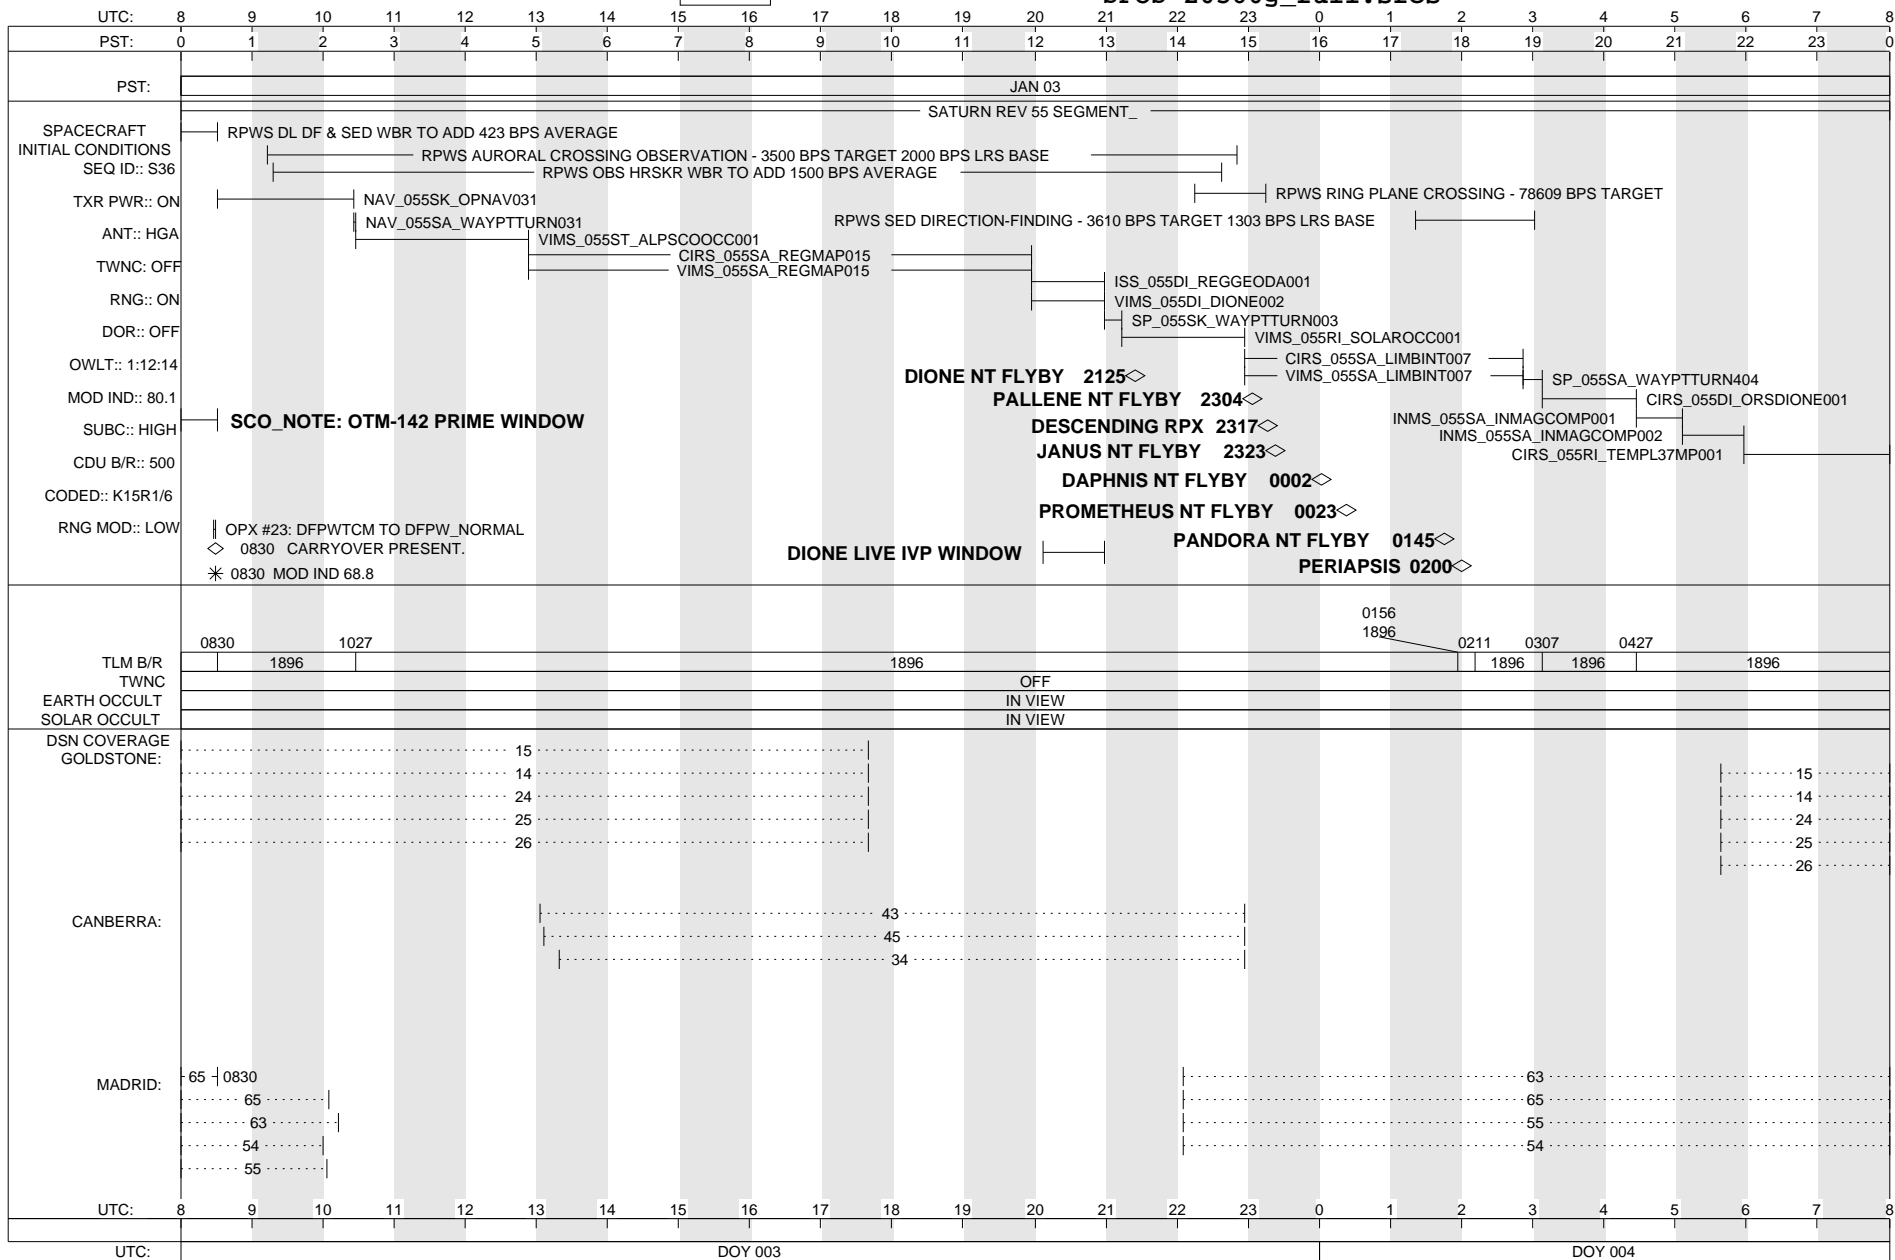 UTC: 8 9 10 11 12 13 14 15 16 17 18 19 20 21 22 23 0 1 2 3 4 5 6 7 8
PST: 0 1 2 3 4 5 6 7 8 9 10 11 12 13 14 15 16 17 18 19 20 21 22 23 0
PST: JAN 03
SATURN REV 55 SEGMENT_
SPACECRAFT
INITIAL CONDITIONS
SEQ ID:: S36
TXR PWR:: ON
ANT:: HGA
TWNC: OFF
RNG:: ON
DOR:: OFF
OWLT:: 1:12:14
MOD IND:: 80.1
SUBC:: HIGH
CDU B/R:: 500
CODED:: K15R1/6
RNG MOD:: LOW
RPWS DL DF & SED WBR TO ADD 423 BPS AVERAGE
RPWS AURORAL CROSSING OBSERVATION - 3500 BPS TARGET 2000 BPS LRS BASE
RPWS OBS HRSKR WBR TO ADD 1500 BPS AVERAGE
RPWS RING PLANE CROSSING - 78609 BPS TARGET
NAV_055SK_OPNAV031
RPWS SED DIRECTION-FINDING - 3610 BPS TARGET 1303 BPS LRS BASE
NAV_055SA_WAYPTTURN031
VIMS_055ST_ALPSCOOCC001
CIRS_055SA_REGMAP015
VIMS_055SA_REGMAP015
ISS_055DI_REGGEODA001
VIMS_055DI_DIONE002
SP_055SK_WAYPTTURN003
VIMS_055RI_SOLAROCC001
CIRS_055SA_LIMBINT007
VIMS_055SA_LIMBINT007
SP_055SA_WAYPTTURN404
CIRS_055DI_ORSDIONE001
INMS_055SA_INMAGCOMP001
INMS_055SA_INMAGCOMP002
CIRS_055RI_TEMPL37MP001
DIONE NT FLYBY 2125
PALLENE NT FLYBY 2304
SCO_NOTE: OTM-142 PRIME WINDOW
DESCENDING RPX 2317
JANUS NT FLYBY 2323
DAPHNIS NT FLYBY 0002
PROMETHEUS NT FLYBY 0023
OPX #23: DFPWTCM TO DFPW_NORMAL
PANDORA NT FLYBY 0145
0830 CARRYOVER PRESENT.
DIONE LIVE IVP WINDOW
PERIAPSIS 0200
0830 MOD IND 68.8
0156
1896
0830 1027 0211 0307 0427
TLM B/R 1896 1896 1896 1896 1896
TWNC OFF
EARTH OCCULT IN VIEW
SOLAR OCCULT IN VIEW
DSN COVERAGE
GOLDSTONE:
15
14 15
24 14
25 24
26 25
26
CANBERRA:
43
45
34
MADRID:
65 0830 63
65 65
63 55
54 54
55
UTC: 8 9 10 11 12 13 14 15 16 17 18 19 20 21 22 23 0 1 2 3 4 5 6 7 8
UTC: DOY 003 DOY 004